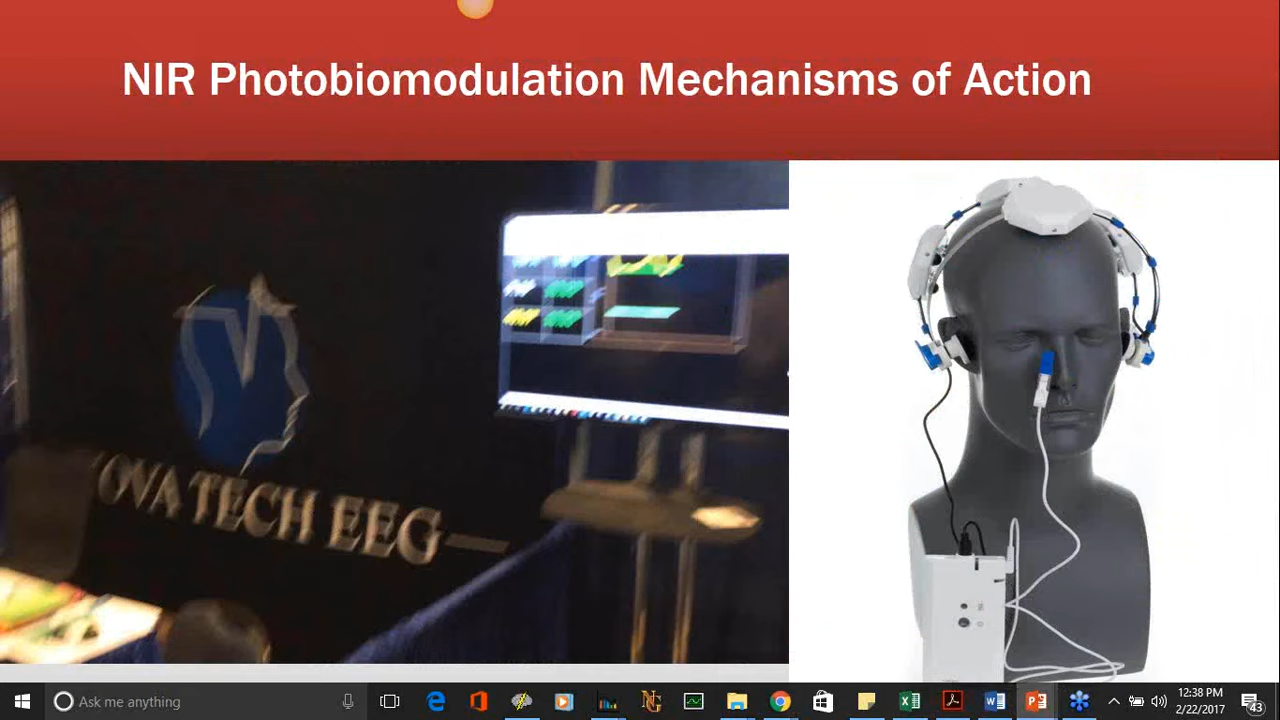 NIR Photobiomodulation Mechanisms of Action
OVA TECH EEG
Ask me anything
12:38 PM
2/22/2017
43